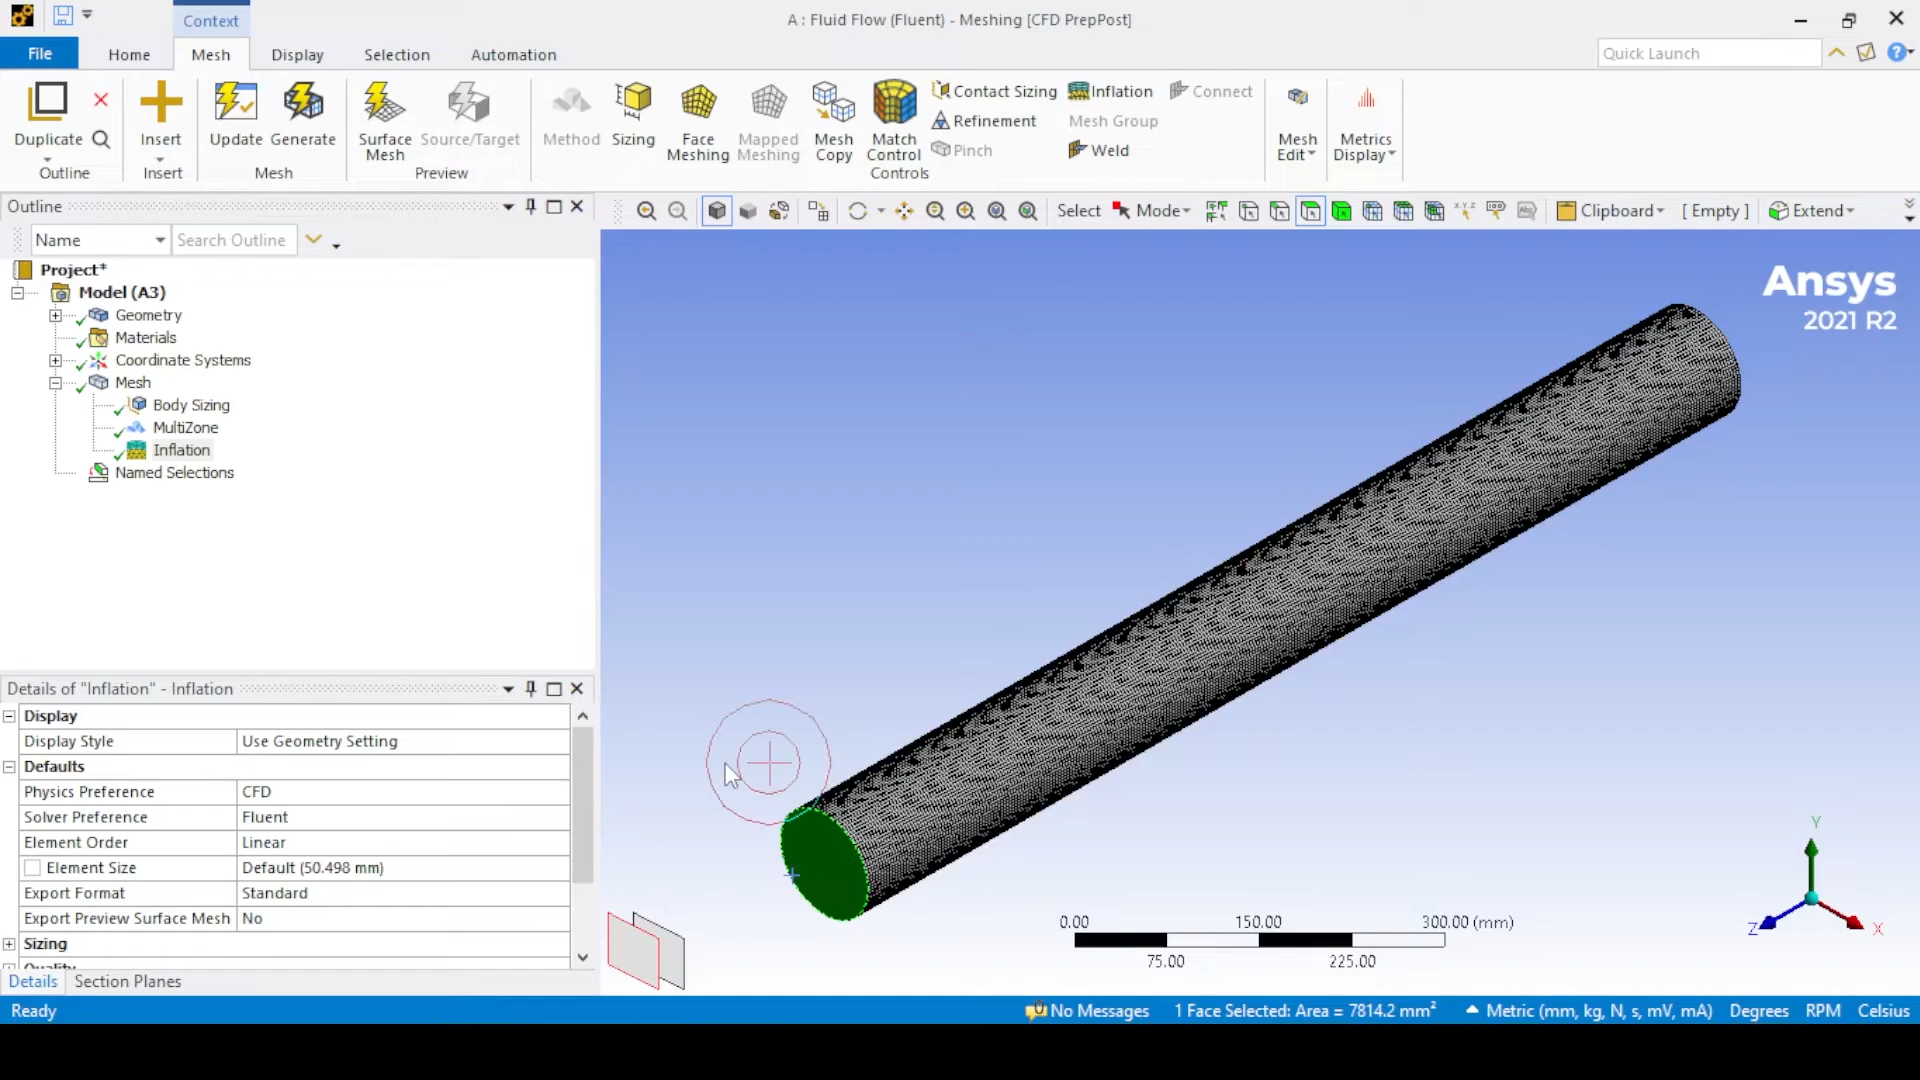 Context
A : Fluid Flow (Fluent) - Meshing [CFD PrepPost]
File Home Mesh Display Selection Automation
Quick Launch
Duplicate
Outline
Insert
Insert
Update Generate
Mesh
Surface Mesh
Source/Target
Preview
Method Sizing
Face Meshing
Mapped Meshing
Mesh Copy
Match Control
Contact Sizing
Refinement
Pinch
Inflation
Mesh Group
Weld
Connect
Controls
Mesh Edit
Metrics Display
Outline
Name
Search Outline
Select Mode Clipboard [ Empty ] Extend
Project*
Model (A3)
Geometry
Materials
Coordinate Systems
Mesh
Body Sizing
MultiZone
Inflation
Named Selections
Ansys
2021 R2
Details of "Inflation" - Inflation
Display
Display Style Use Geometry Setting
Defaults
Physics Preference CFD
Solver Preference Fluent
Element Order Linear
Element Size Default (50.498 mm)
Export Format Standard
Export Preview Surface Mesh No
Sizing
Quality
Details Section Planes
0.00 150.00 300.00 (mm)
75.00 225.00
Y
Z
X
Ready
No Messages
1 Face Selected: Area = 7814.2 mm²
Metric (mm, kg, N, s, mV, mA) Degrees RPM Celsius